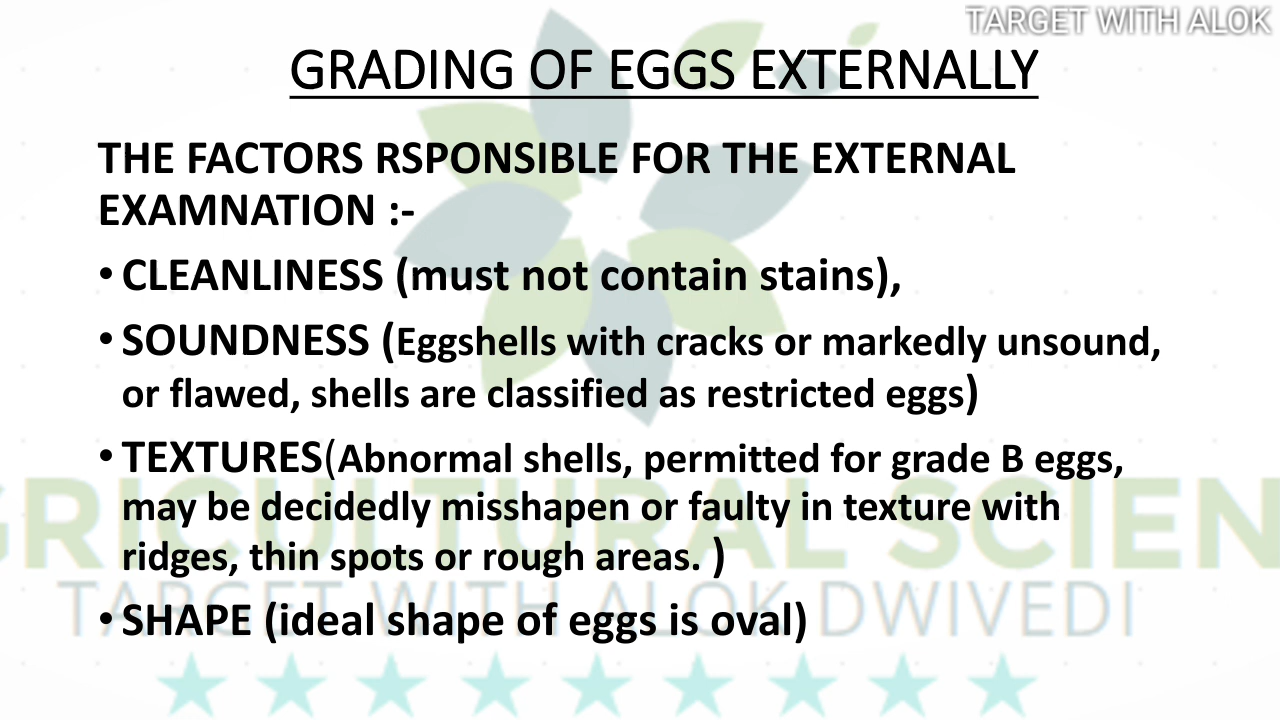 TARGET WITH ALOK
GRADING OF EGGS EXTERNALLY
THE FACTORS RSPONSIBLE FOR THE EXTERNAL
EXAMNATION :-
• CLEANLINESS (must not contain stains),
• SOUNDNESS (Eggshells with cracks or markedly unsound,
or flawed, shells are classified as restricted eggs)
• TEXTURES(Abnormal shells, permitted for grade B eggs,
may be decidedly misshapen or faulty in texture with
ridges, thin spots or rough areas. )
GRICULTURAL SCIEN
TARGET WITH ALOK DWIVEDI
• SHAPE (ideal shape of eggs is oval)